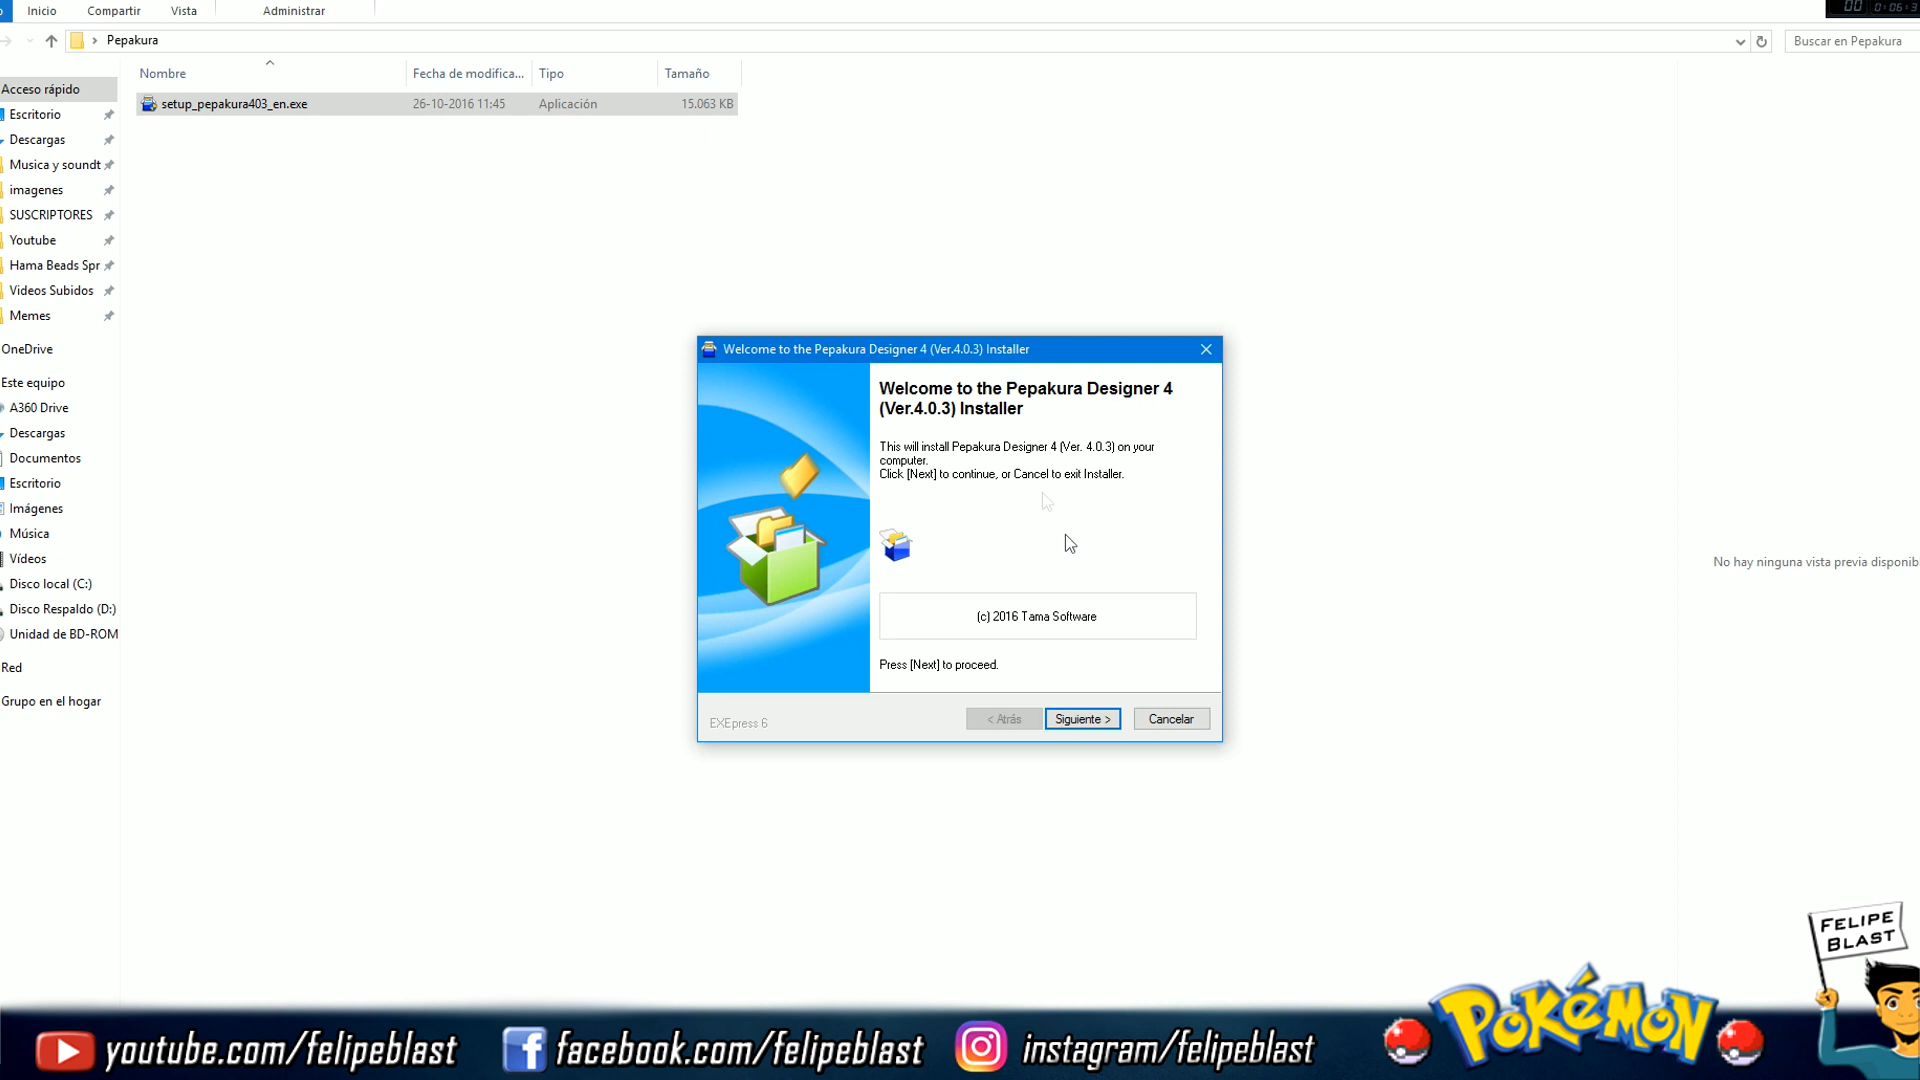 Inicio Compartir Vista Administrar
00 0:06:3
Pepakura
Buscar en Pepakura
Nombre Fecha de modifica... Tipo Tamaño
setup_pepakura403_en.exe 26-10-2016 11:45 Aplicación 15.063 KB
Acceso rápido
Escritorio
Descargas
Musica y soundt
imagenes
SUSCRIPTORES
Youtube
Hama Beads Spr
Videos Subidos
Memes
OneDrive
Este equipo
A360 Drive
Descargas
Documentos
Escritorio
Imágenes
Música
Vídeos
Disco local (C:)
Disco Respaldo (D:)
Unidad de BD-ROM
Red
Grupo en el hogar
Welcome to the Pepakura Designer 4 (Ver.4.0.3) Installer
Welcome to the Pepakura Designer 4
(Ver.4.0.3) Installer
This will install Pepakura Designer 4 (Ver. 4.0.3) on your
computer.
Click [Next] to continue, or Cancel to exit Installer.
(c) 2016 Tama Software
Press [Next] to proceed.
EXEpress 6
< Atrás Siguiente > Cancelar
No hay ninguna vista previa disponib
FELIPE
BLAST
youtube.com/felipeblast facebook.com/felipeblast instagram/felipeblast
POKéMON